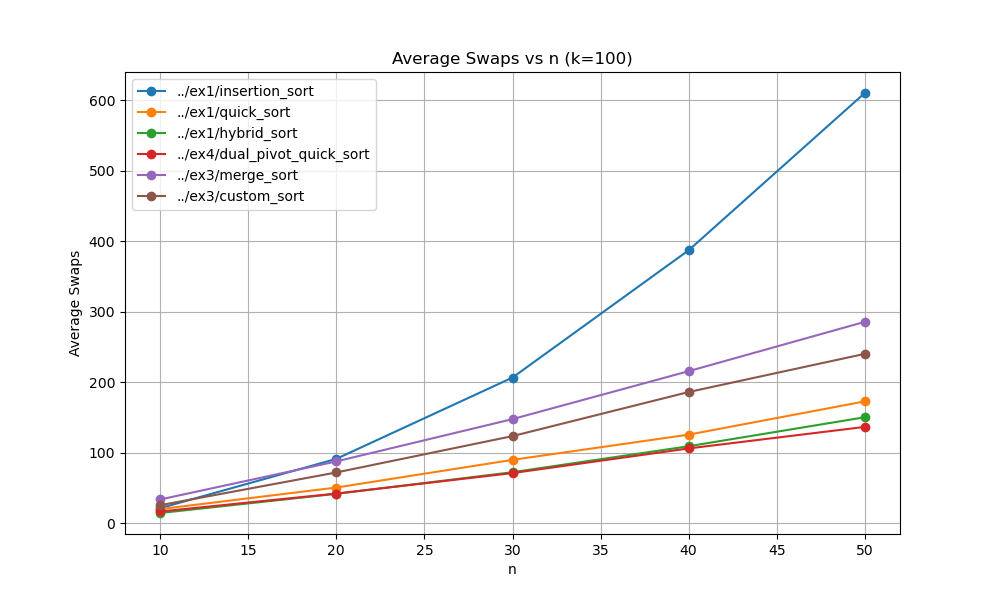 Average Swaps vs n (k=100)
../ex1/insertion_sort
../ex1/quick_sort
../ex1/hybrid_sort
../ex4/dual_pivot_quick_sort
../ex3/merge_sort
../ex3/custom_sort
Average Swaps
600
500
400
300
200
100
0
10 15 20 25 30 35 40 45 50
n